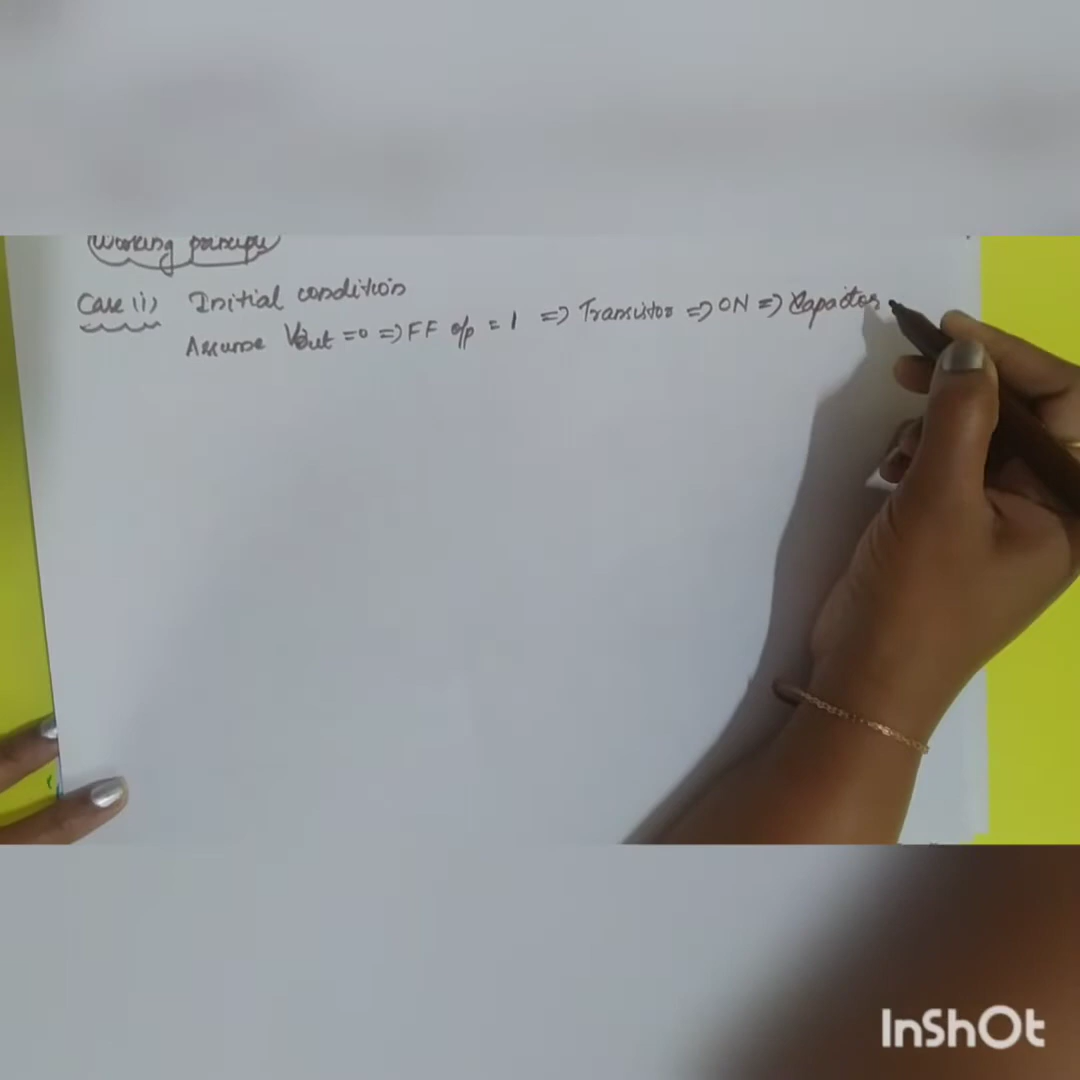 Working principle
Case (i) Initial condition
Assume Vout = 0 => FF o/p = 1 => Transistor => ON => Capacitor
InShOt